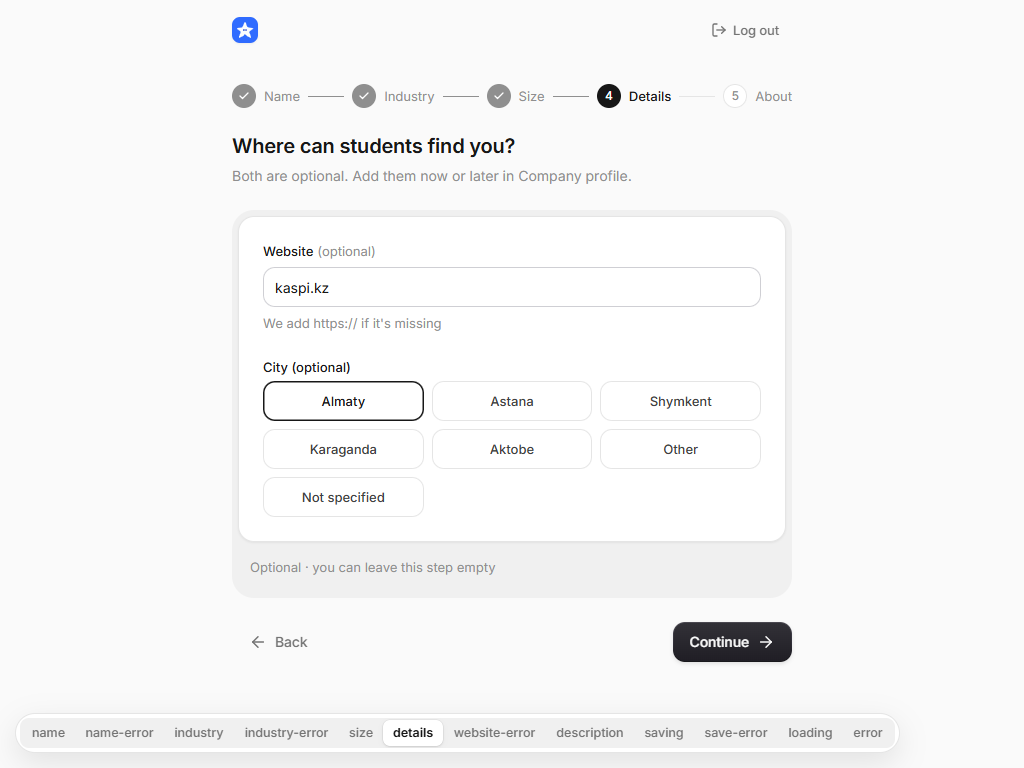 Log out
Name Industry Size 4 Details 5 About
Where can students find you?
Both are optional. Add them now or later in Company profile.
Website (optional)
kaspi.kz
We add https:// if it's missing
City (optional)
Almaty Astana Shymkent
Karaganda Aktobe Other
Not specified
Optional · you can leave this step empty
Back Continue
name name-error industry industry-error size details website-error description saving save-error loading error